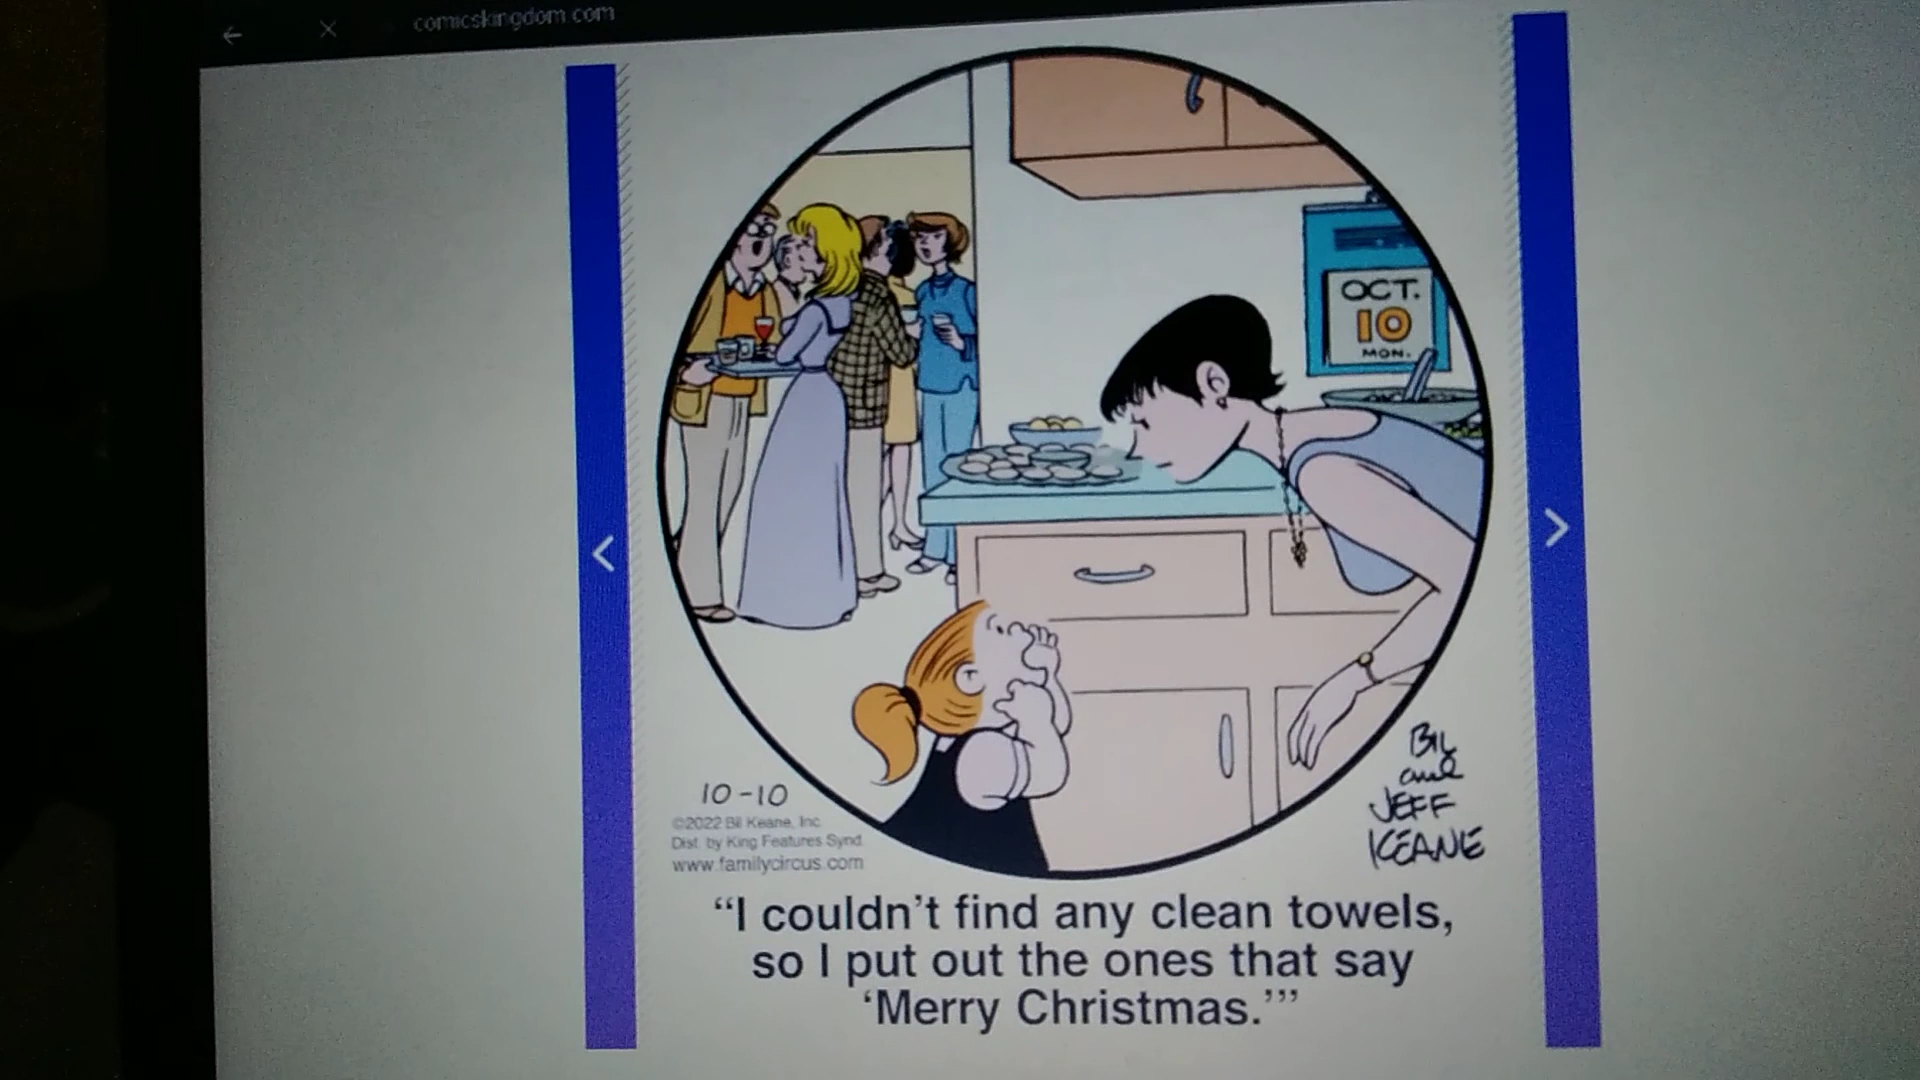 comicskingdom.com
OCT.
10
MON.
BIL
and
JEFF
KEANE
10-10
©2022 Bil Keane, Inc.
Dist. by King Features Synd.
www.familycircus.com
“I couldn’t find any clean towels,
so I put out the ones that say
‘Merry Christmas.’”